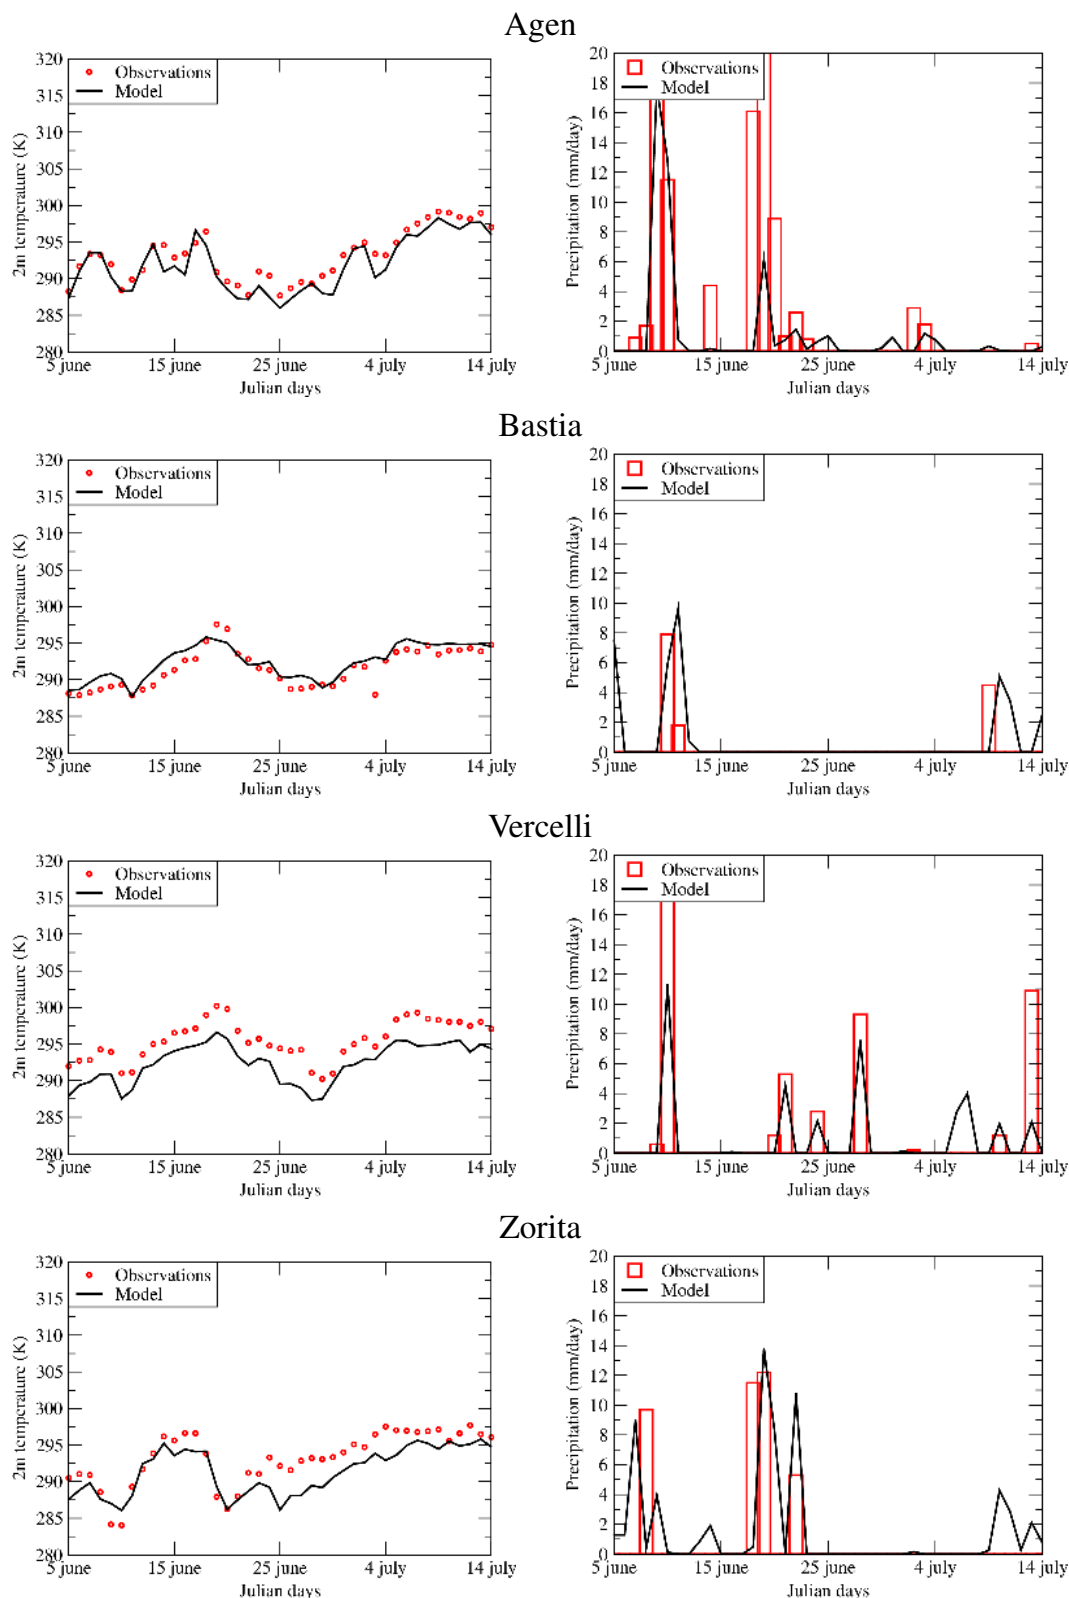 Agen
320
315
310
305
300
295
290
285
280
2m temperature (K)
Observations
Model
5 june
15 june
25 june
4 july
14 july
Julian days
20
18
16
14
12
10
8
6
4
2
0
Precipitation (mm/day)
Observations
Model
5 june
15 june
25 june
4 july
14 july
Julian days
Bastia
320
315
310
305
300
295
290
285
280
2m temperature (K)
Observations
Model
5 june
15 june
25 june
4 july
14 july
Julian days
20
18
16
14
12
10
8
6
4
2
0
Precipitation (mm/day)
Observations
Model
5 june
15 june
25 june
4 july
14 july
Julian days
Vercelli
320
315
310
305
300
295
290
285
280
2m temperature (K)
Observations
Model
5 june
15 june
25 june
4 july
14 july
Julian days
20
18
16
14
12
10
8
6
4
2
0
Precipitation (mm/day)
Observations
Model
5 june
15 june
25 june
4 july
14 july
Julian days
Zorita
320
315
310
305
300
295
290
285
280
2m temperature (K)
Observations
Model
5 june
15 june
25 june
4 july
14 july
Julian days
20
18
16
14
12
10
8
6
4
2
0
Precipitation (mm/day)
Observations
Model
5 june
15 june
25 june
4 july
14 july
Julian days